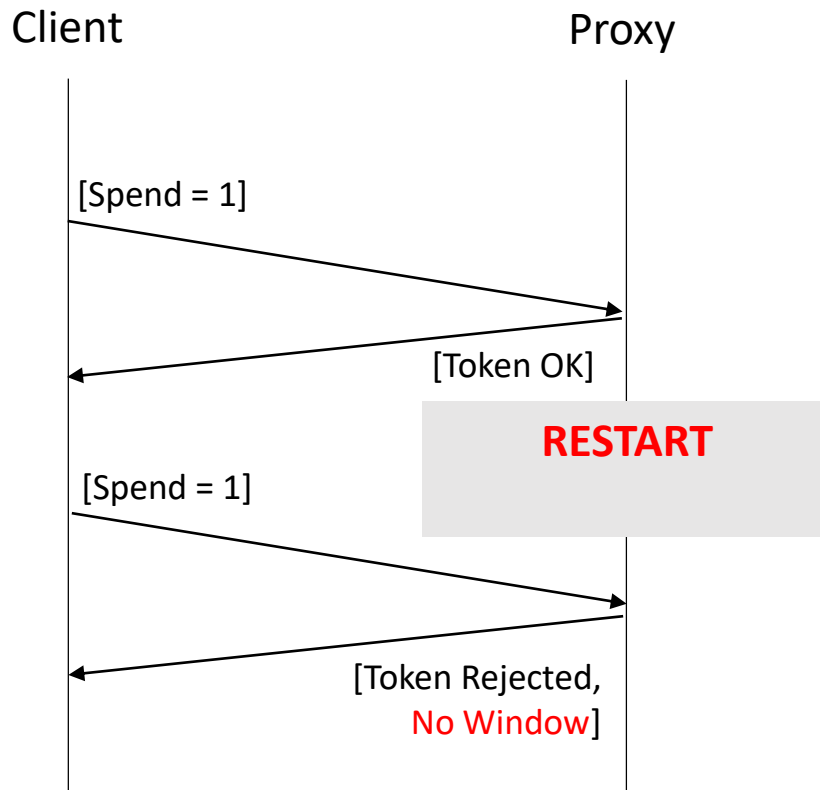 Client
Proxy
[Spend = 1]
[Token OK]
RESTART
[Spend = 1]
[Token Rejected,
No Window]